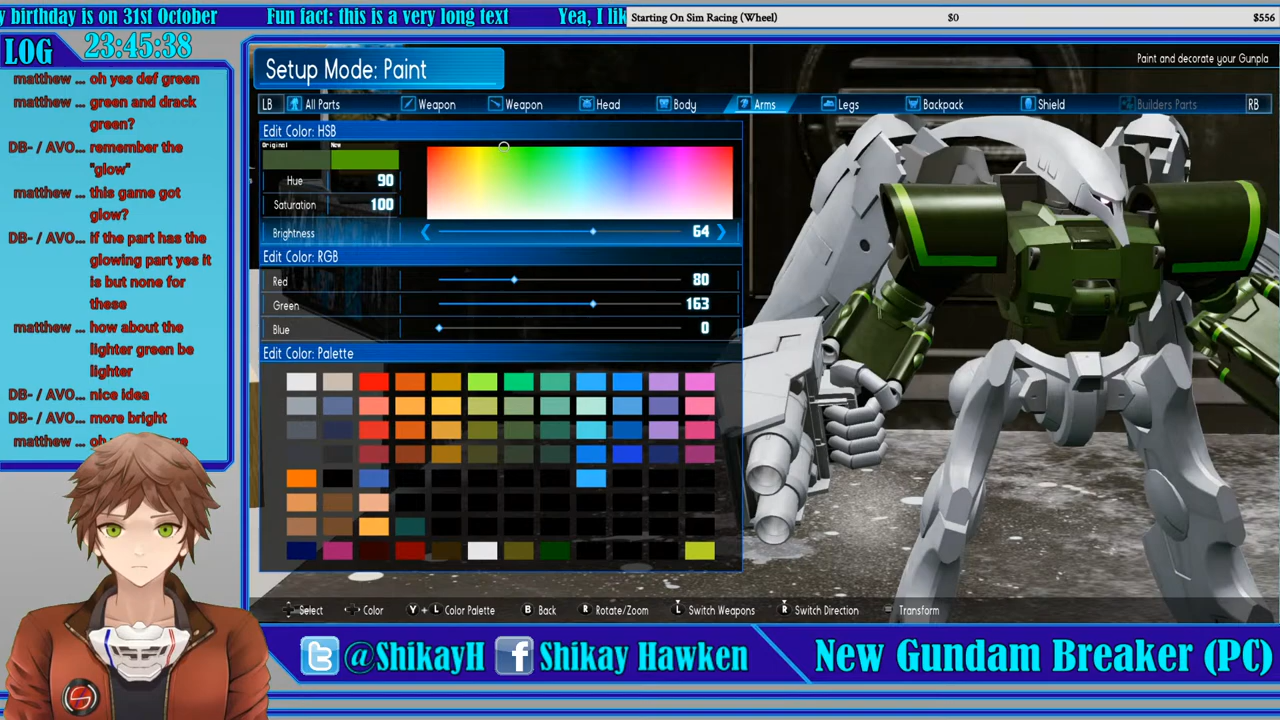 y birthday is on 31st October
Fun fact: this is a very long text
Yea, I lik
Starting On Sim Racing (Wheel)
$0
$556
LOG
23:45:38
matthew ... oh yes def green
matthew ... green and drack
green?
DB- / AVO... remember the
"glow"
matthew ... this game got
glow?
DB- / AVO... if the part has the
glowing part yes it
is but none for
these
matthew ... how about the
lighter green be
lighter
DB- / AVO... nice idea
DB- / AVO... more bright
matthew ... oh
Setup Mode: Paint
Paint and decorate your Gunpla
LB
All Parts
Weapon
Weapon
Head
Body
Arms
Legs
Backpack
Shield
Builders Parts
RB
Edit Color: HSB
Original
New
Hue 90
Saturation 100
Brightness 64
Edit Color: RGB
Red 80
Green 163
Blue 0
Edit Color: Palette
Select
Color
Y + L Color Palette
B Back
R Rotate/Zoom
L Switch Weapons
R Switch Direction
Transform
@ShikayH
Shikay Hawken
New Gundam Breaker (PC)